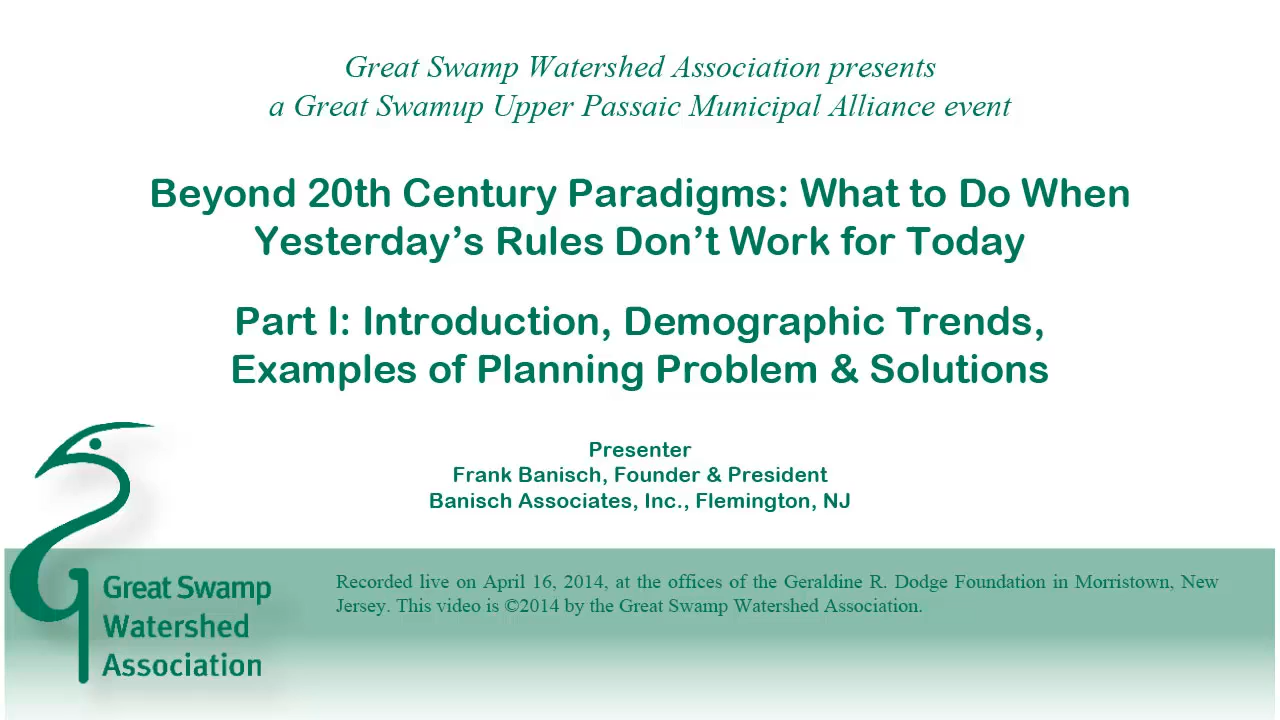 Great Swamp Watershed Association presents
a Great Swamup Upper Passaic Municipal Alliance event
Beyond 20th Century Paradigms: What to Do When
Yesterday’s Rules Don’t Work for Today
Part I: Introduction, Demographic Trends,
Examples of Planning Problem & Solutions
Presenter
Frank Banisch, Founder & President
Banisch Associates, Inc., Flemington, NJ
Great Swamp
Watershed
Association
Recorded live on April 16, 2014, at the offices of the Geraldine R. Dodge Foundation in Morristown, New
Jersey. This video is ©2014 by the Great Swamp Watershed Association.